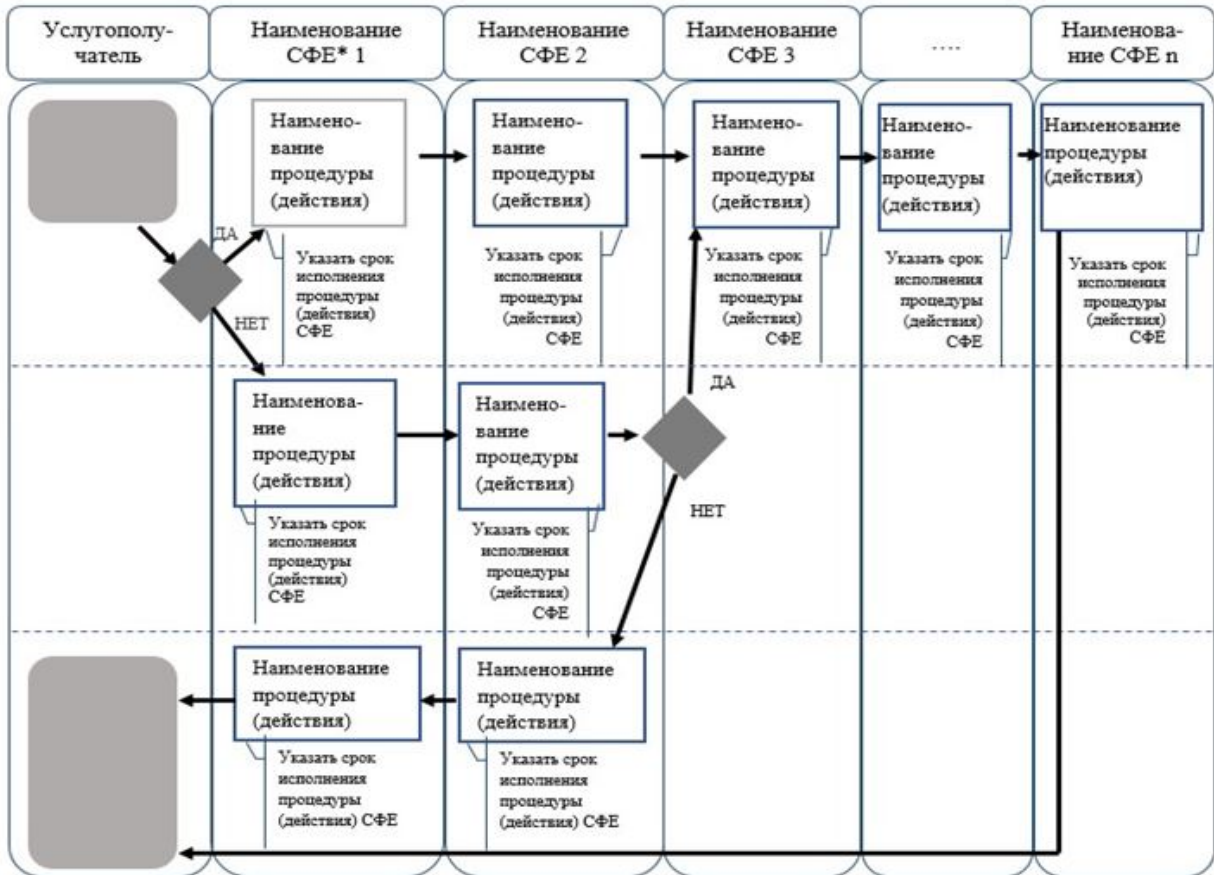 Услугополу-
чатель
Наименование
СФЕ* 1
Наименование
СФЕ 2
Наименование
СФЕ 3
....
Наименова-
ние СФЕ n
Наимено-
вание
процедуры
(действия)
Наимено-
вание
процедуры
(действия)
Наимено-
вание
процедуры
(действия)
Наимено-
вание
процедуры
(действия)
Наименование
процедуры
(действия)
ДА
НЕТ
Указать срок
исполнения
процедуры
(действия)
СФЕ
Указать срок
исполнения
процедуры
(действия)
СФЕ
Указать срок
исполнения
процедуры
(действия)
СФЕ
Указать срок
исполнения
процедуры
(действия)
СФЕ
Указать срок
исполнения
процедуры
(действия)
СФЕ
Наименова-
ние
процедуры
(действия)
Наимено-
вание
процедуры
(действия)
ДА
НЕТ
Указать срок
исполнения
процедуры
(действия)
СФЕ
Указать срок
исполнения
процедуры
(действия)
СФЕ
Наименование
процедуры
(действия)
Наименование
процедуры
(действия)
Указать срок
исполнения
процедуры
(действия) СФЕ
Указать срок
исполнения
процедуры
(действия) СФЕ